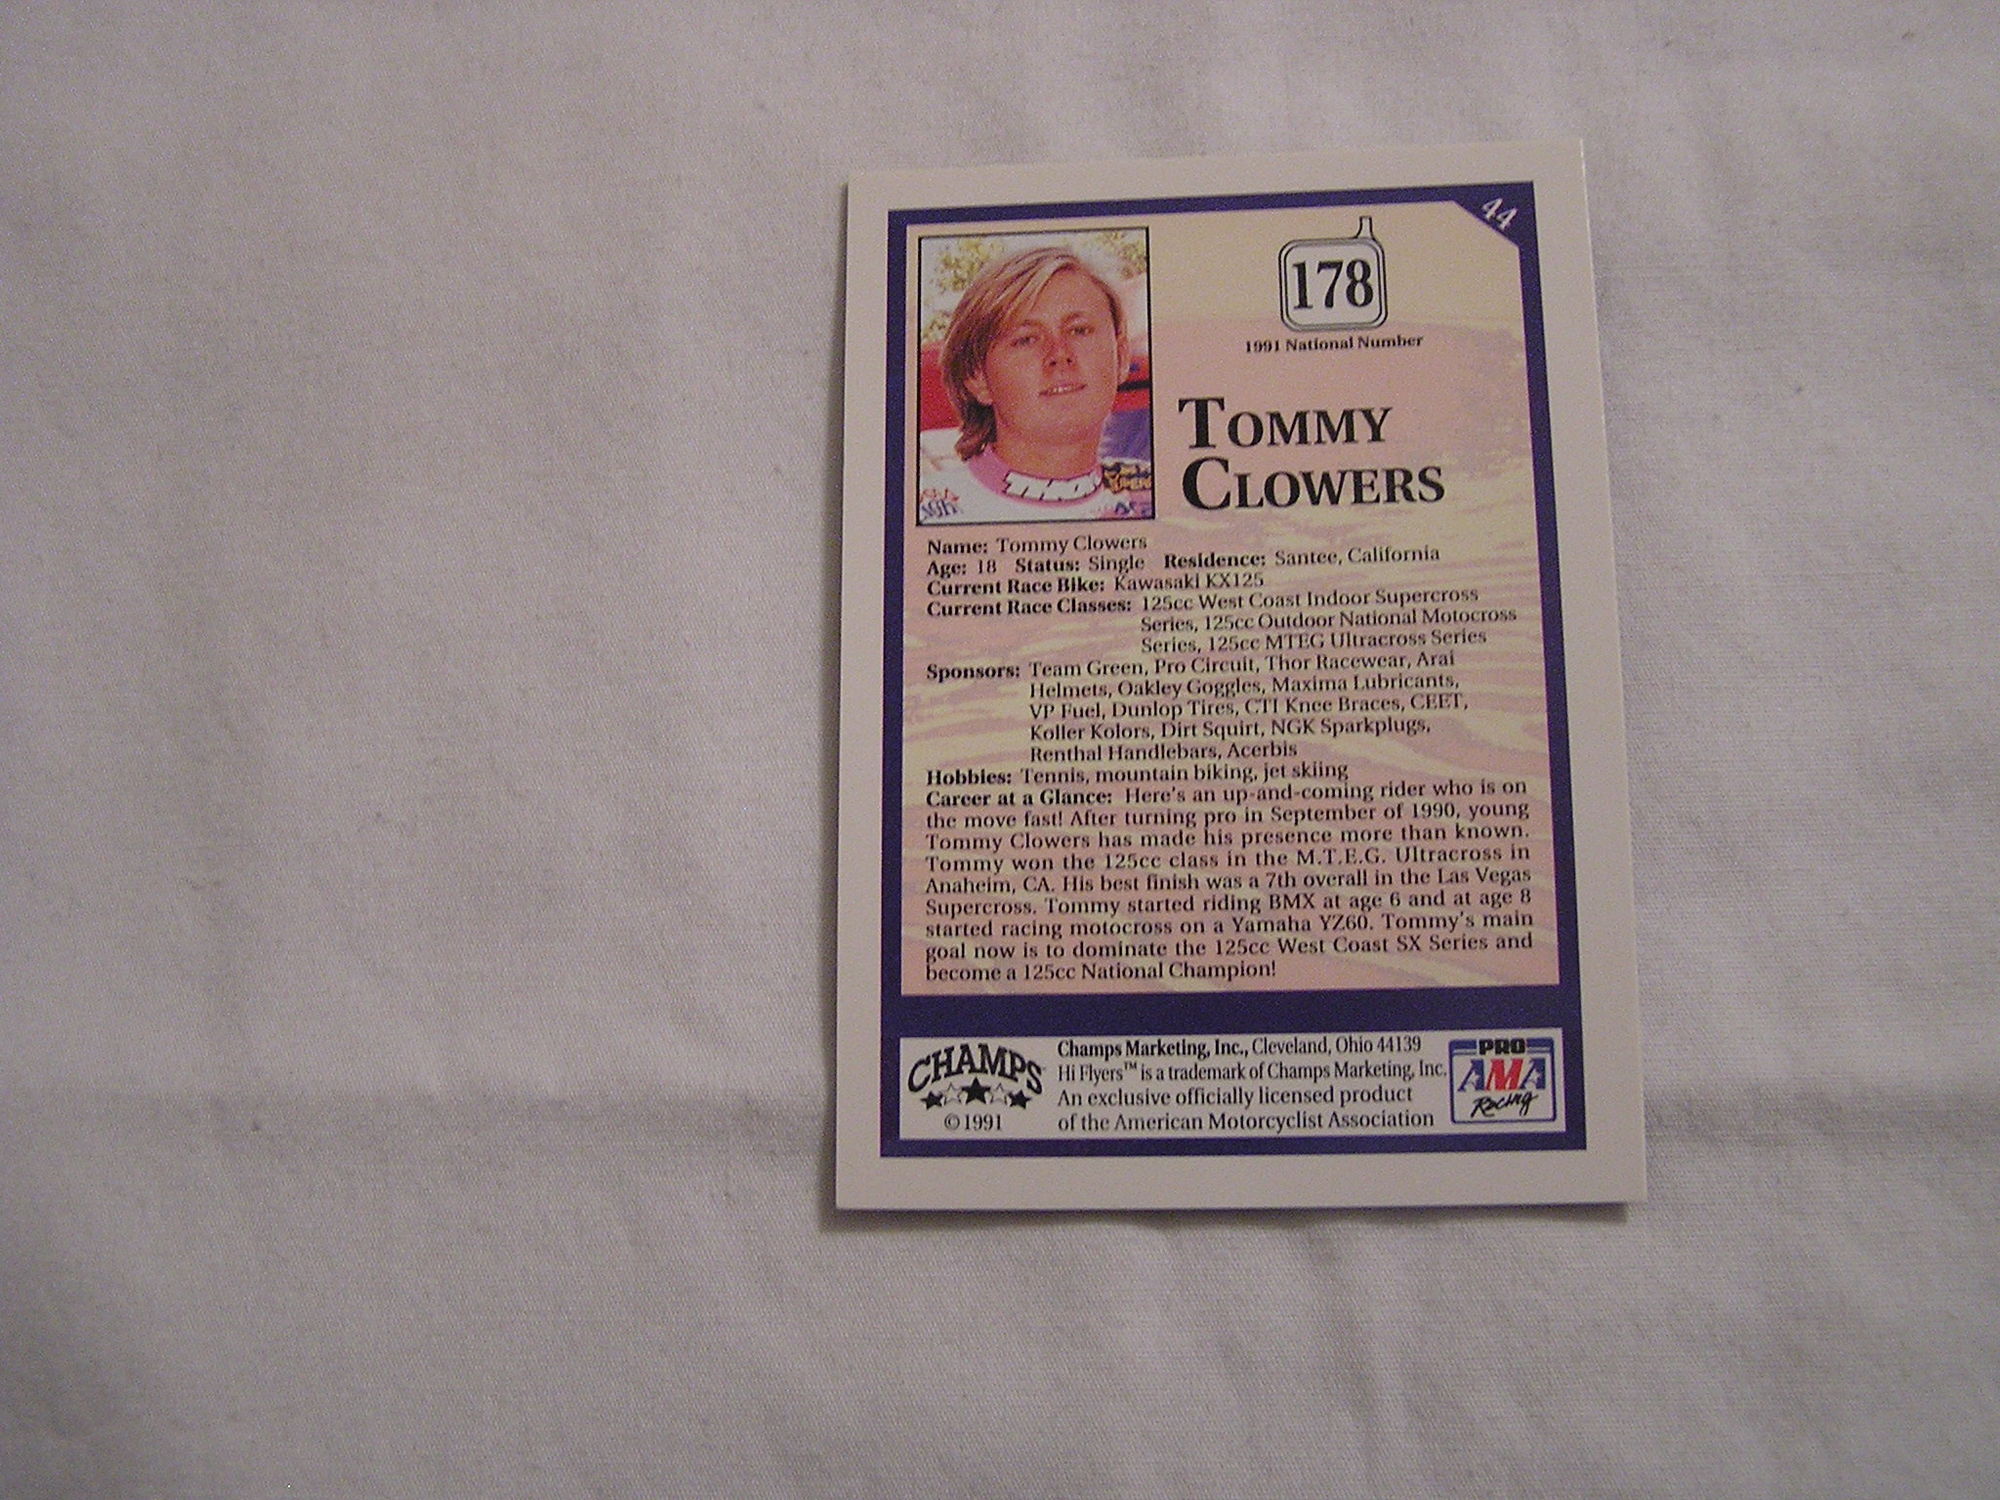 44
178
1991 National Number
TOMMY
CLOWERS
THOR
NGK
Name: Tommy Clowers
Age: 18 Status: Single Residence: Santee, California
Current Race Bike: Kawasaki KX125
Current Race Classes: 125cc West Coast Indoor Supercross
Series, 125cc Outdoor National Motocross
Series, 125cc MTEG Ultracross Series
Sponsors: Team Green, Pro Circuit, Thor Racewear, Arai
Helmets, Oakley Goggles, Maxima Lubricants,
VP Fuel, Dunlop Tires, CTI Knee Braces, CEET,
Koller Kolors, Dirt Squirt, NGK Sparkplugs,
Renthal Handlebars, Acerbis
Hobbies: Tennis, mountain biking, jet skiing
Career at a Glance: Here's an up-and-coming rider who is on
the move fast! After turning pro in September of 1990, young
Tommy Clowers has made his presence more than known.
Tommy won the 125cc class in the M.T.E.G. Ultracross in
Anaheim, CA. His best finish was a 7th overall in the Las Vegas
Supercross. Tommy started riding BMX at age 6 and at age 8
started racing motocross on a Yamaha YZ60. Tommy's main
goal now is to dominate the 125cc West Coast SX Series and
become a 125cc National Champion!
CHAMPS
©1991
Champs Marketing, Inc., Cleveland, Ohio 44139
Hi Flyers™ is a trademark of Champs Marketing, Inc.
An exclusive officially licensed product
of the American Motorcyclist Association
PRO
AMA
Racing